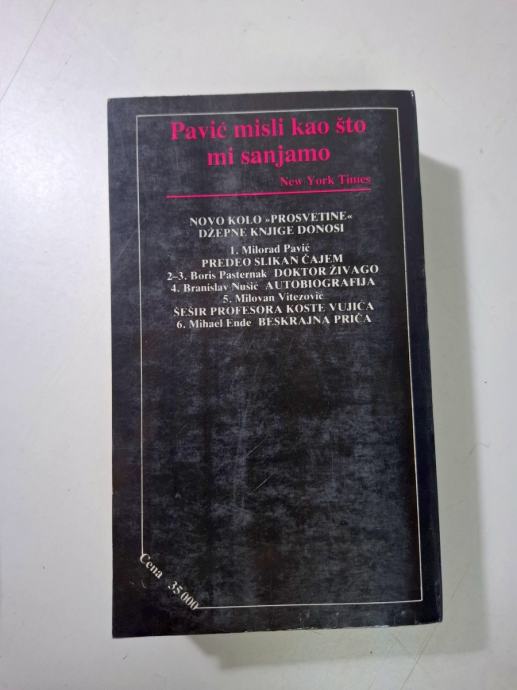 Pavić misli kao što
mi sanjamo
New York Times
NOVO KOLO »PROSVETINE«
DŽEPNE KNJIGE DONOSI
1. Milorad Pavić
PREDEO SLIKAN ČAJEM
2–3. Boris Pasternak DOKTOR ŽIVAGO
4. Branislav Nušić AUTOBIOGRAFIJA
5. Milovan Vitezović
ŠEŠIR PROFESORA KOSTE VUJIĆA
6. Mihael Ende BESKRAJNA PRIČA
Cena 35 000